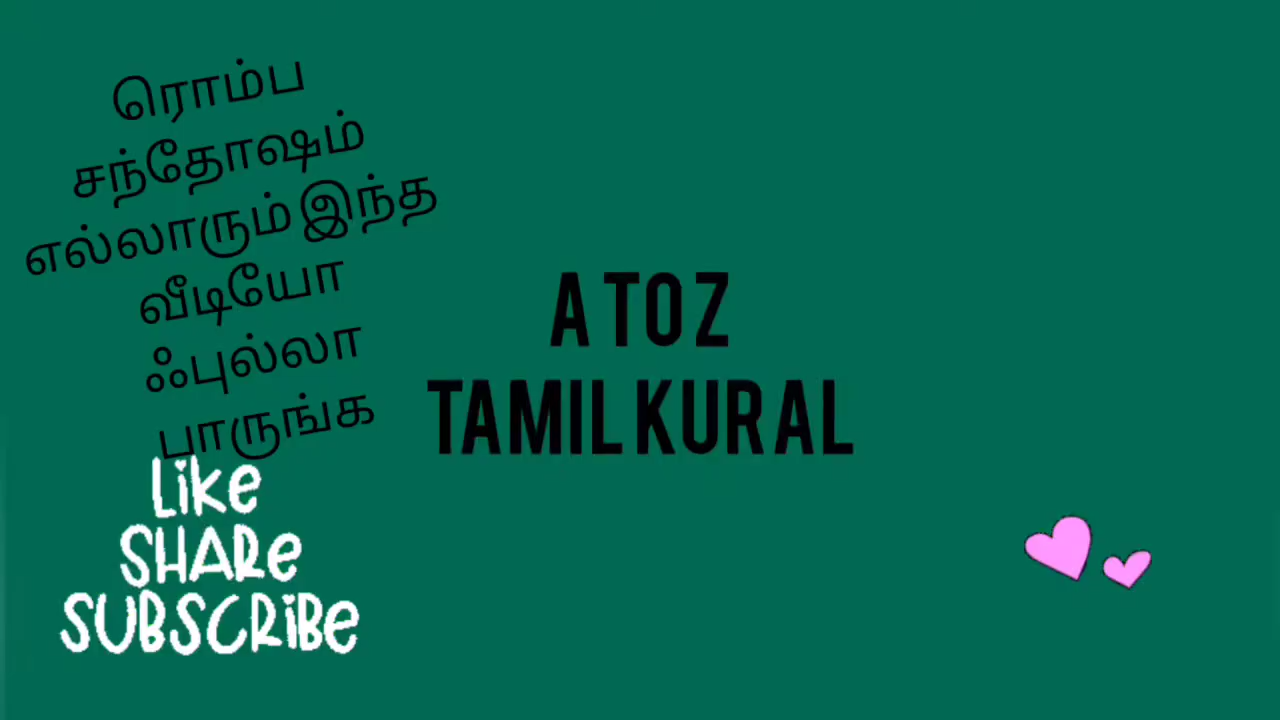 ரொம்ப
சந்தோஷம்
எல்லாரும் இந்த
வீடியோ
ஃபுல்லா
பாருங்க
A TO Z
TAMIL KURAL
LIKE
SHARE
SUBSCRIBE